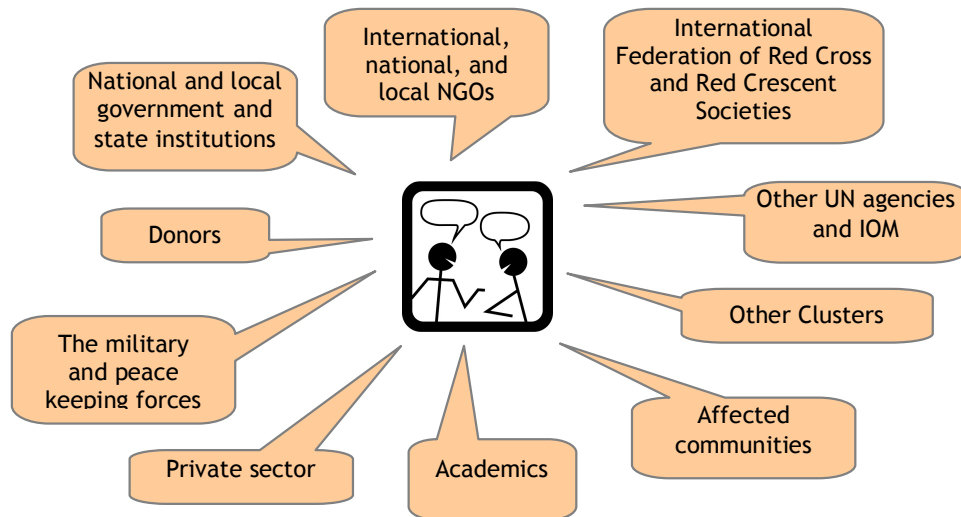 International,
national, and
local NGOs
International
Federation of Red Cross
and Red Crescent
Societies
National and local
government and
state institutions
Other UN agencies
and IOM
Donors
Other Clusters
The military
and peace
keeping forces
Affected
communities
Private sector
Academics